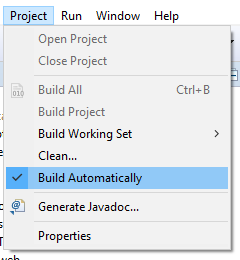 Project Run Window Help
Open Project
Close Project
010
Build All Ctrl+B
Build Project
Build Working Set
Clean...
Build Automatically
Generate Javadoc...
Properties